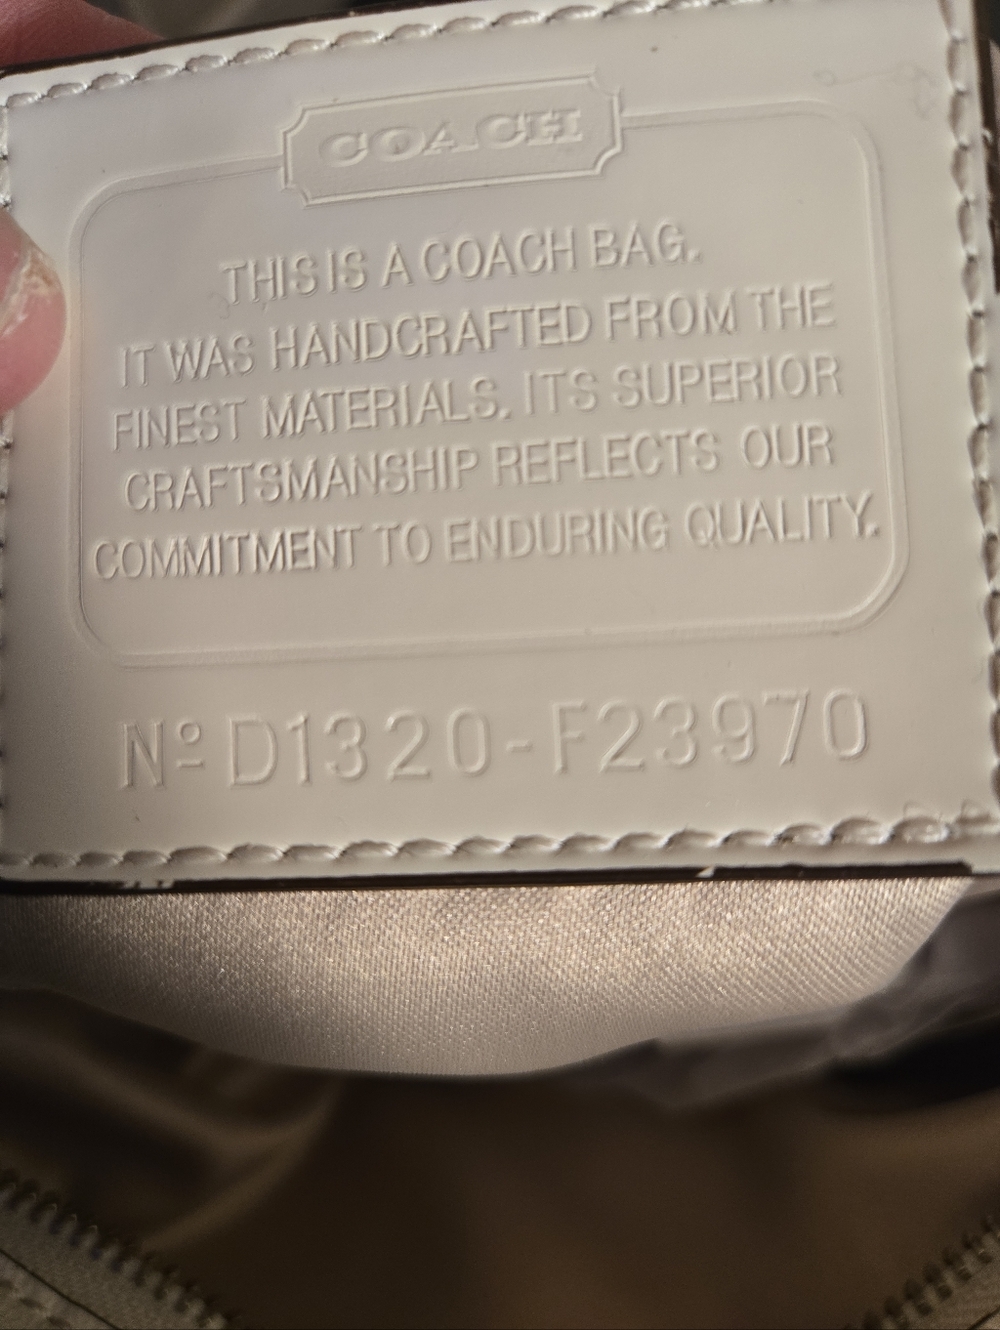 COACH
THIS IS A COACH BAG.
IT WAS HANDCRAFTED FROM THE
FINEST MATERIALS. ITS SUPERIOR
CRAFTSMANSHIP REFLECTS OUR
COMMITMENT TO ENDURING QUALITY.
Nº D1320-F23970